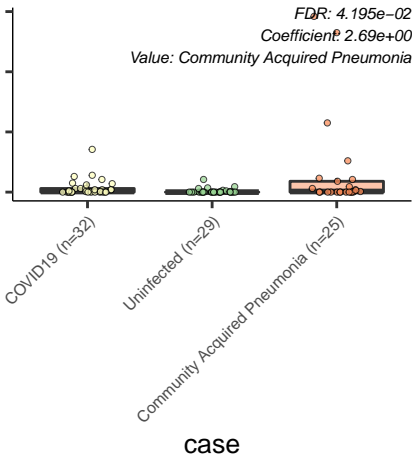 FDR: 4.195e−02
Coefficient: 2.69e+00
Value: Community Acquired Pneumonia
COVID19 (n=32)
Uninfected (n=29)
Community Acquired Pneumonia (n=25)
case